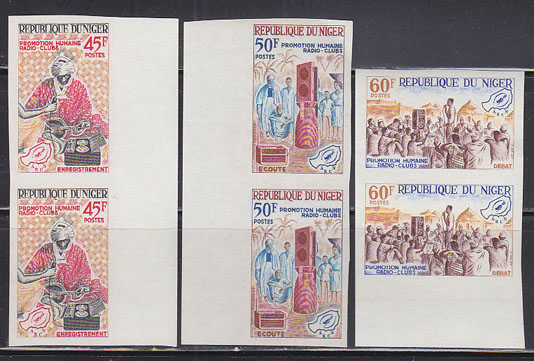 REPUBLIQUE DU NIGER
PROMOTION HUMAINE
RADIO-CLUBS
45F
POSTES
ENREGISTREMENT
REPUBLIQUE DU NIGER
PROMOTION HUMAINE
RADIO-CLUBS
45F
POSTES
ENREGISTREMENT
REPUBLIQUE DU NIGER
50F
PROMOTION HUMAINE
RADIO-CLUBS
POSTES
ECOUTE
REPUBLIQUE DU NIGER
50F
PROMOTION HUMAINE
RADIO-CLUBS
POSTES
ECOUTE
60F
REPUBLIQUE DU NIGER
POSTES
PROMOTION HUMAINE
RADIO-CLUBS
DEBAT
60F
REPUBLIQUE DU NIGER
POSTES
PROMOTION HUMAINE
RADIO-CLUBS
DEBAT